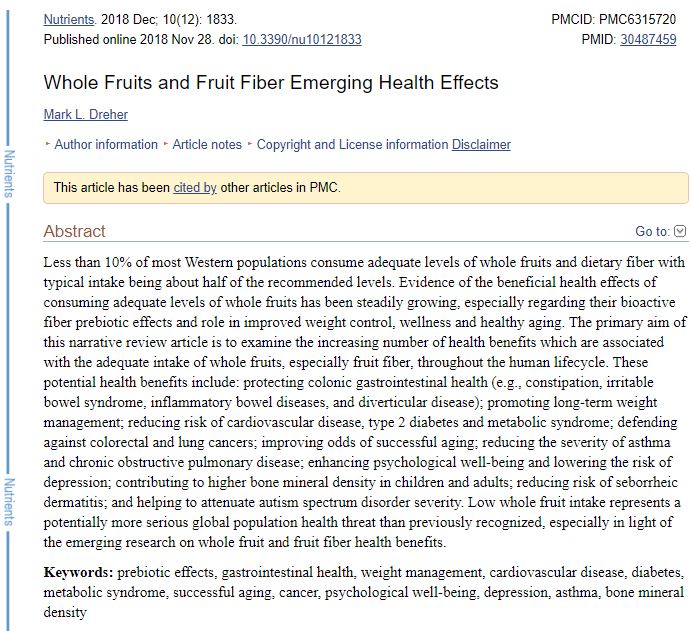 Nutrients. 2018 Dec; 10(12): 1833.
PMCID: PMC6315720
Published online 2018 Nov 28. doi: 10.3390/nu10121833
PMID: 30487459
Whole Fruits and Fruit Fiber Emerging Health Effects
Mark L. Dreher
Author information Article notes Copyright and License information Disclaimer
Nutrients
This article has been cited by other articles in PMC.
Abstract
Go to:
Less than 10% of most Western populations consume adequate levels of whole fruits and dietary fiber with
typical intake being about half of the recommended levels. Evidence of the beneficial health effects of
consuming adequate levels of whole fruits has been steadily growing, especially regarding their bioactive
fiber prebiotic effects and role in improved weight control, wellness and healthy aging. The primary aim of
this narrative review article is to examine the increasing number of health benefits which are associated
with the adequate intake of whole fruits, especially fruit fiber, throughout the human lifecycle. These
potential health benefits include: protecting colonic gastrointestinal health (e.g., constipation, irritable
bowel syndrome, inflammatory bowel diseases, and diverticular disease); promoting long-term weight
management; reducing risk of cardiovascular disease, type 2 diabetes and metabolic syndrome; defending
against colorectal and lung cancers; improving odds of successful aging; reducing the severity of asthma
and chronic obstructive pulmonary disease; enhancing psychological well-being and lowering the risk of
depression; contributing to higher bone mineral density in children and adults; reducing risk of seborrheic
dermatitis; and helping to attenuate autism spectrum disorder severity. Low whole fruit intake represents a
potentially more serious global population health threat than previously recognized, especially in light of
the emerging research on whole fruit and fruit fiber health benefits.
Nutrients
Keywords: prebiotic effects, gastrointestinal health, weight management, cardiovascular disease, diabetes,
metabolic syndrome, successful aging, cancer, psychological well-being, depression, asthma, bone mineral
density